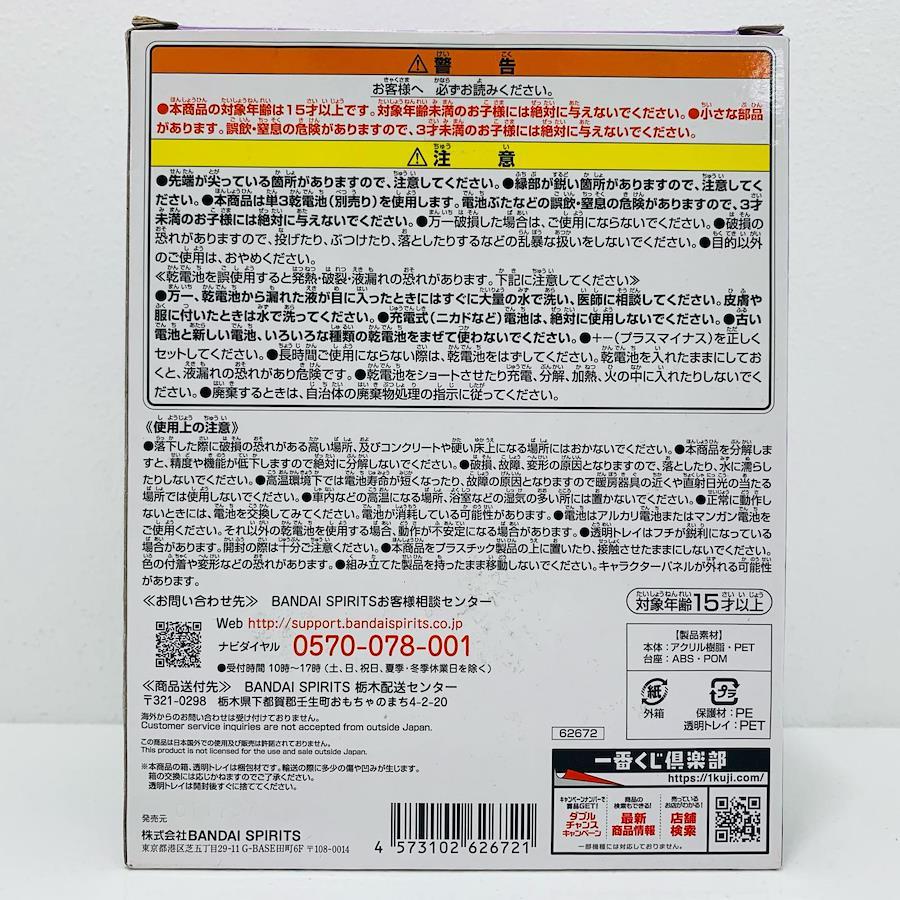 ⚠警告
お客様へ 必ずお読みください。
●本商品の対象年齢は15才以上です。対象年齢未満のお子様には絶対に与えないでください。●小さな部品
があります。誤飲・窒息の危険がありますので、3才未満のお子様には絶対に与えないでください。
⚠注意
●先端が尖っている箇所がありますので、注意してください。●縁部が鋭い箇所がありますので、注意してく
ださい。●本商品は単3乾電池(別売り)を使用します。電池ぶたなどの誤飲・窒息の危険がありますので、3才
未満のお子様には絶対に与えないでください。●万一破損した場合は、ご使用にならないでください。●破損の
恐れがありますので、投げたり、ぶつけたり、落としたりするなどの乱暴な扱いをしないでください。●目的以外
のご使用は、おやめください。
≪乾電池を誤使用すると発熱・破裂・液漏れの恐れがあります。下記に注意してください≫
●万一、乾電池から漏れた液が目に入ったときにはすぐに大量の水で洗い、医師に相談してください。皮膚や
服に付いたときは水で洗ってください。●充電式(ニカドなど)電池は、絶対に使用しないでください。●古い
電池と新しい電池、いろいろな種類の乾電池をまぜて使わないでください。●+−(プラスマイナス)を正しく
セットしてください。●長時間ご使用にならない際は、乾電池をはずしてください。乾電池を入れたままにしてお
くと、液漏れの恐れがあり危険です。●乾電池をショートさせたり充電、分解、加熱、火の中に入れたりしないでく
ださい。●廃棄するときは、自治体の廃棄物処理の指示に従ってください。
《使用上の注意》
●落下した際に破損の恐れがある高い場所、及びコンクリートや硬い床上になる場所にはおかないでください。●本商品を分解しま
すと、精度や機能が低下しますので絶対に分解しないでください。●破損、故障、変形の原因となりますので、落としたり、水に濡らし
たりしないでください。●高温環境下では電池寿命が短くなったり、故障の原因となりますので暖房器具の近くや直射日光の当たる
場所では使用しないでください。●車内などの高温になる場所、浴室などの湿気の多い所には置かないでください。●正常に動作し
ないときには、電池を交換してみてください。電池が消耗している可能性があります。●電池はアルカリ電池またはマンガン電池を
ご使用ください。それ以外の乾電池を使用する場合、動作が不安定になる場合があります。●透明トレイはフチが鋭利になっている
場合があります。開封の際は十分ご注意ください。●本商品をプラスチック製品の上に置いたり、接触させたままにしないでください。
色の付着や変形などの恐れがあります。●組み立てた製品を持ったまま移動しないでください。キャラクターパネルが外れる可能性
があります。
≪お問い合わせ先≫ BANDAI SPIRITSお客様相談センター
Web http://support.bandaispirits.co.jp
ナビダイヤル 0570-078-001
●受付時間 10時〜17時(土、日、祝日、夏季・冬季休業日を除く)
≪商品送付先≫ BANDAI SPIRITS 栃木配送センター
〒321-0298 栃木県下都賀郡壬生町おもちゃのまち4-2-20
海外からのお問い合わせは受け付けておりません。
Customer service inquiries are not accepted from outside Japan.
この商品は日本国外での使用及び販売は許諾されておりません。
This product is not licensed for the use and sale outside Japan.
※本商品の箱、透明トレイは梱包材です。輸送の際に多少の傷や凹みが生じます。
箱の交換には応じかねますのでご了承ください。
透明トレイは開封後すぐに捨ててください。
発売元
株式会社BANDAI SPIRITS
東京都港区芝五丁目29-11 G-BASE田町6F 〒108-0014
対象年齢15才以上
【製品素材】
本体:アクリル樹脂・PET
台座:ABS・POM
紙
外箱
プラ
保護材:PE
透明トレイ:PET
62672
一番くじ倶楽部
https://1kuji.com/
キャンペーンナンバーで
賞品GET!
ダブル
チャンス
キャンペーン
商品の
検索もできる!
最新
商品情報
売っている
お店がわかる!
店舗
検索
一部機種には対応しておりません。
4 573102 626721